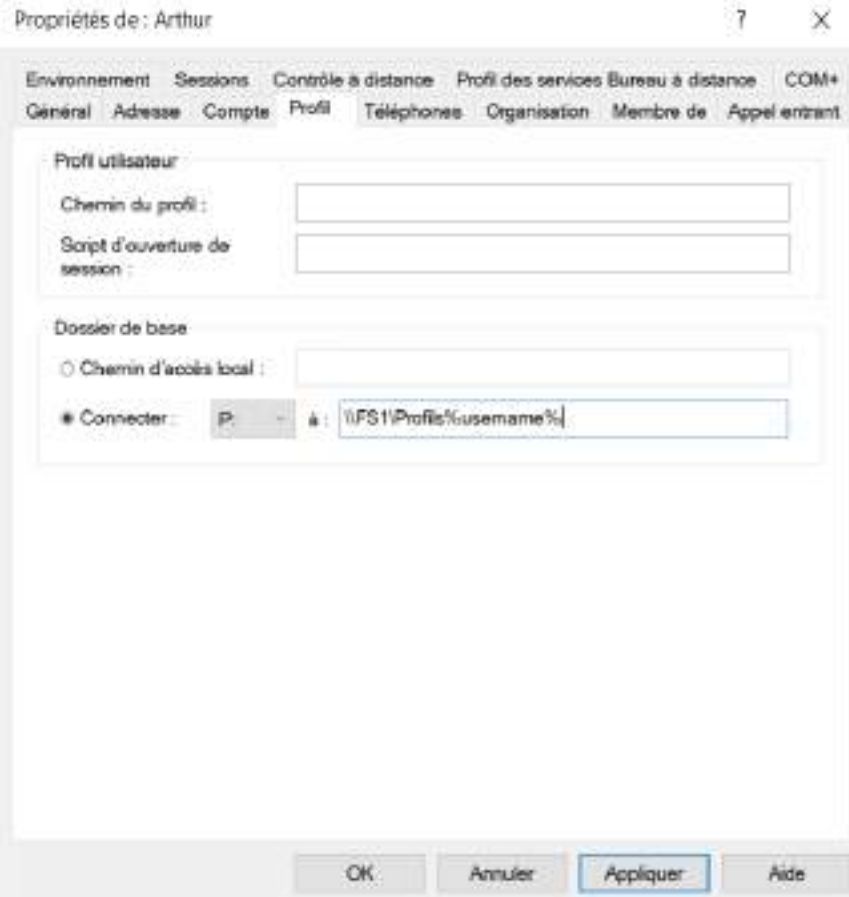 Propriétés de : Arthur ? X
Environnement Sessions Contrôle à distance Profil des services Bureau à distance COM+
Général Adresse Compte Profil Téléphones Organisation Membre de Appel entrant
Profil utilisateur
Chemin du profil :
Script d'ouverture de
session :
Dossier de base
Chemin d'accès local :
Connecter : P: à : \\FS1\Profils%username%
OK Annuler Appliquer Aide